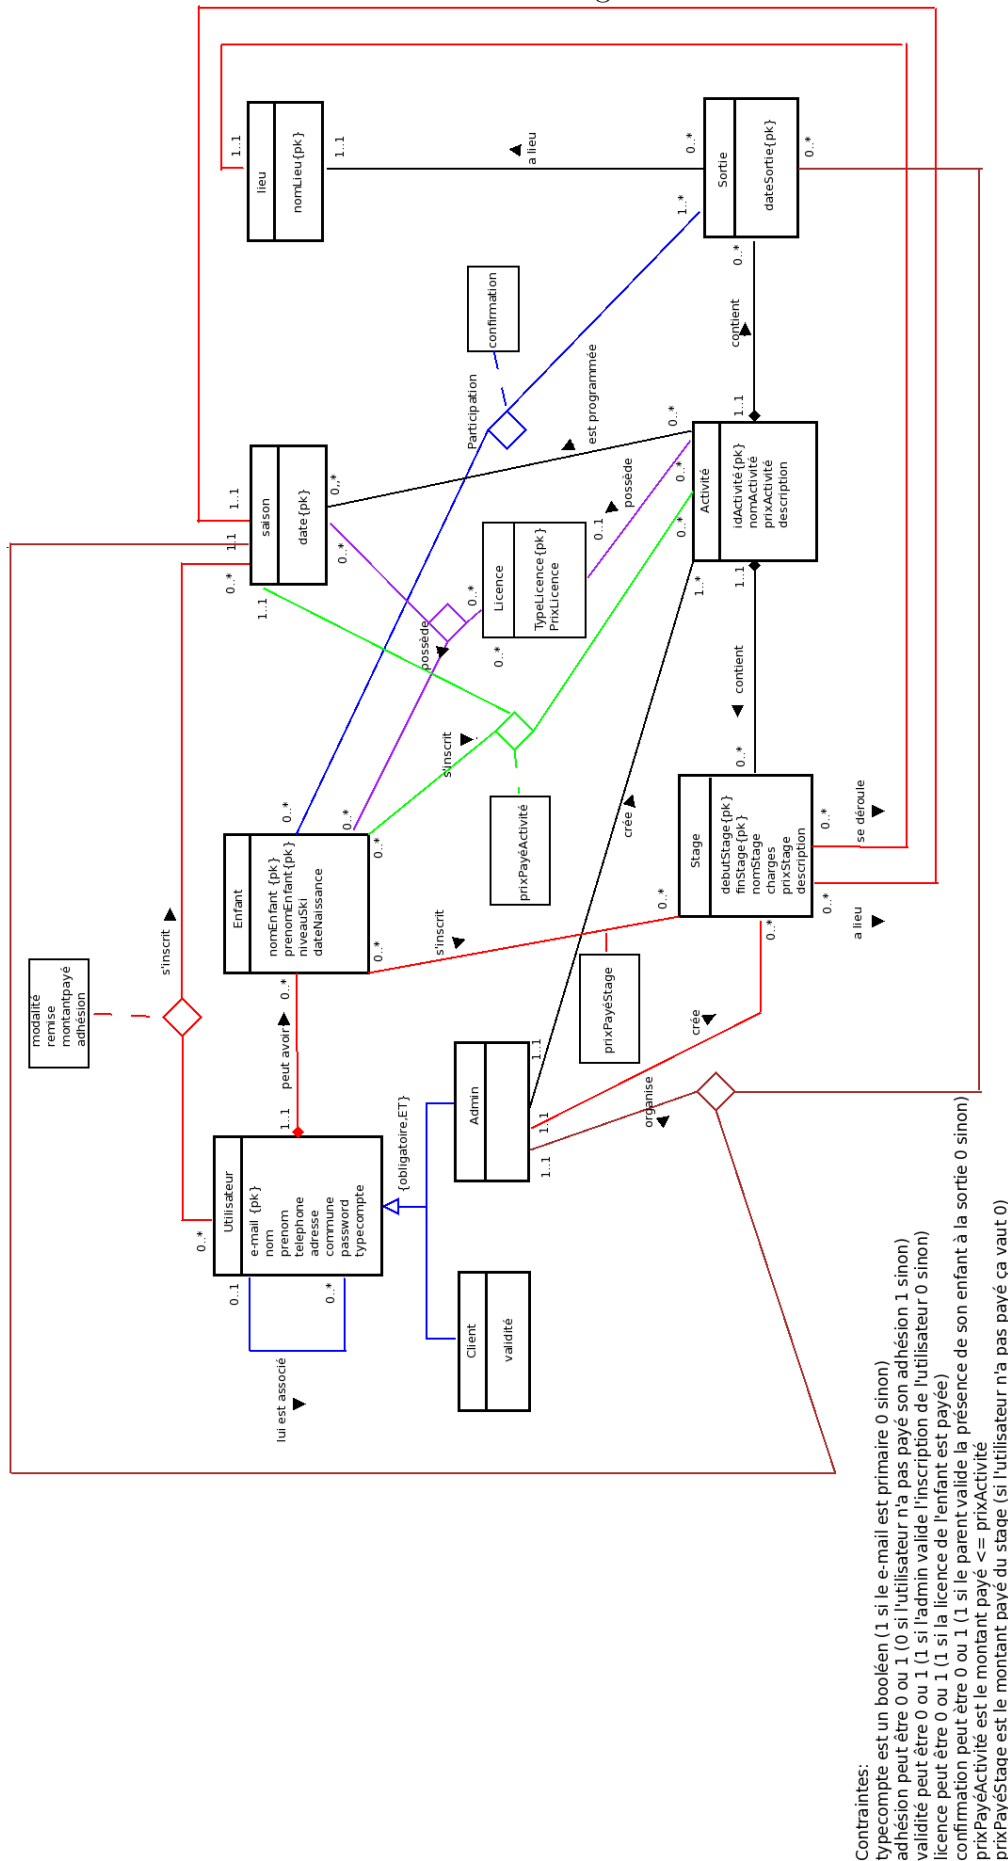 modalité
remise
montantpayé
adhésion
s'inscrit
0..*
0..1
0..*
lui est associé
Utilisateur
e-mail {pk}
nom
prenom
telephone
adresse
commune
password
typecompte
1..1
peut avoir
0..*
Enfant
nomEnfant {pk}
prenomEnfant{pk}
niveauSki
dateNaissance
0..*
0..*
0..*
0..*
0..*
1..1
1..1
1..1
saison
date{pk}
0..*
0,,*
1..1
1..1
lieu
nomLieu{pk}
{obligatoire,ET}
Client
validité
Admin
1..1
1..1
1..1
s'inscrit
s'inscrit
possède
Participation
confirmation
prixPayéActivité
0..*
0..*
Licence
TypeLicence{pk}
PrixLicence
0..1
possède
est programmée
a lieu
prixPayéStage
organise
crée
crée
0..*
0..*
Stage
debutStage{pk}
finStage{pk}
nomStage
charges
prixStage
description
0..*
0..*
0..*
a lieu
se déroule
contient
1..*
1..1
0..*
0..*
0..*
Activité
idActivité{pk}
nomActivité
prixActivité
description
1..1
contient
0..*
1..*
0..*
Sortie
dateSortie{pk}
0..*
Contraintes:
typecompte est un booléen (1 si le e-mail est primaire 0 sinon)
adhésion peut être 0 ou 1 (0 si l'utilisateur n'a pas payé son adhésion 1 sinon)
validité peut être 0 ou 1 (1 si l'admin valide l'inscription de l'utilisateur 0 sinon)
licence peut être 0 ou 1 (1 si la licence de l'enfant est payée)
confirmation peut être 0 ou 1 (1 si le parent valide la présence de son enfant à la sortie 0 sinon)
prixPayéActivité est le montant payé <= prixActivité
prixPayéStage est le montant payé du stage (si l'utilisateur n'a pas payé ça vaut 0)